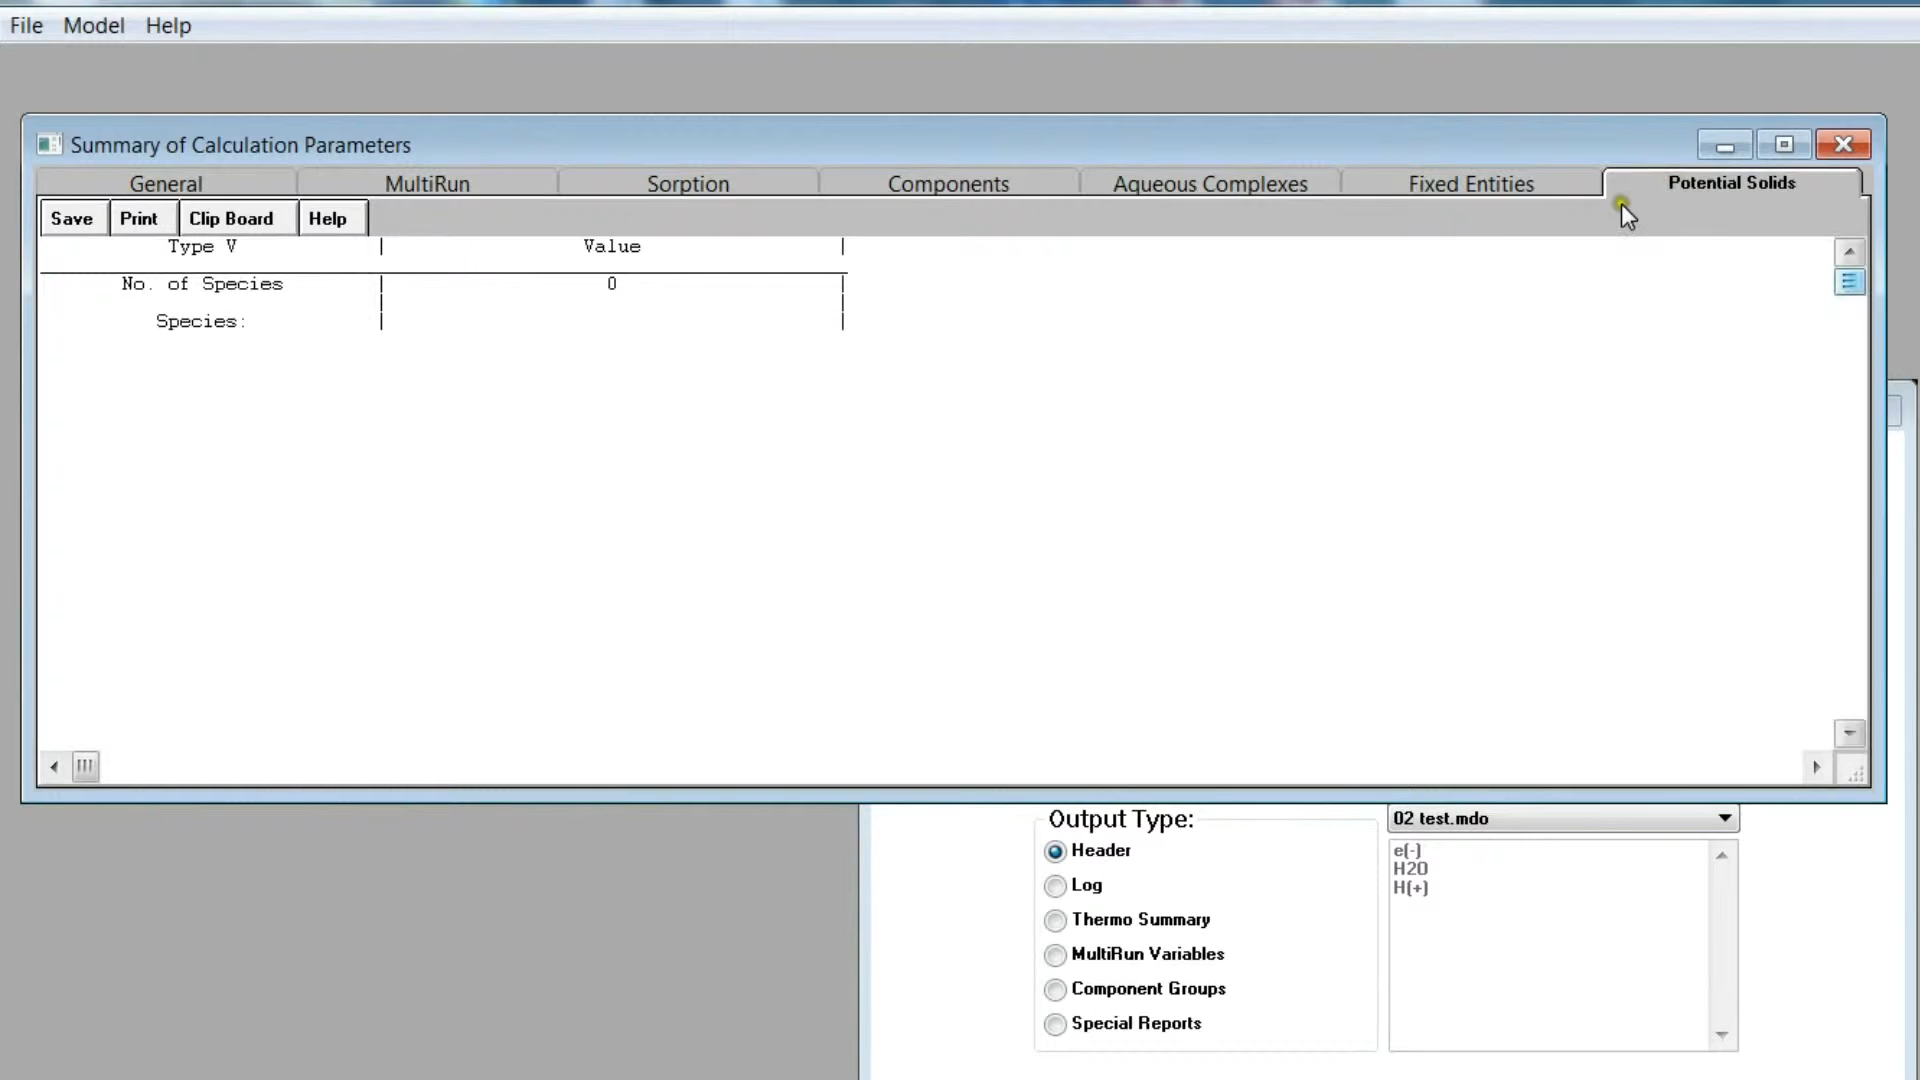 File Model Help
Summary of Calculation Parameters
General MultiRun Sorption Components Aqueous Complexes Fixed Entities Potential Solids
Save Print Clip Board Help
Type V | Value |
No. of Species | 0 |
Species: | |
Output Type: 02 test.mdo
Header
Log
Thermo Summary
MultiRun Variables
Component Groups
Special Reports
e(-)
H2O
H(+)